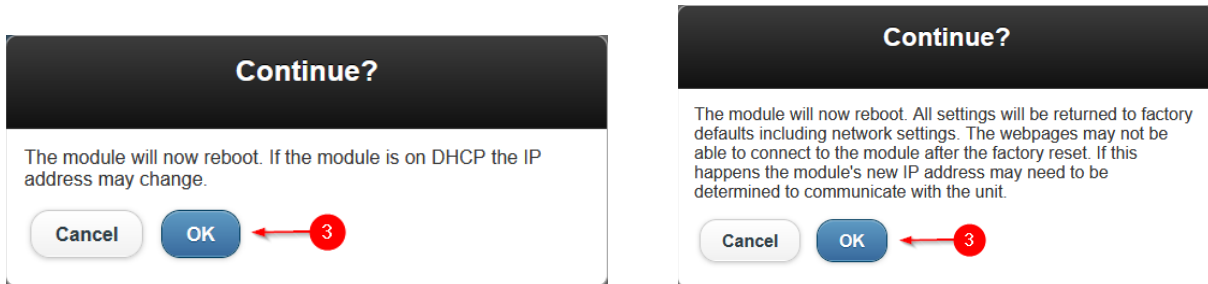 Continue?
The module will now reboot. If the module is on DHCP the IP
address may change.
Cancel
OK
3
Continue?
The module will now reboot. All settings will be returned to factory
defaults including network settings. The webpages may not be
able to connect to the module after the factory reset. If this
happens the module's new IP address may need to be
determined to communicate with the unit.
Cancel
OK
3